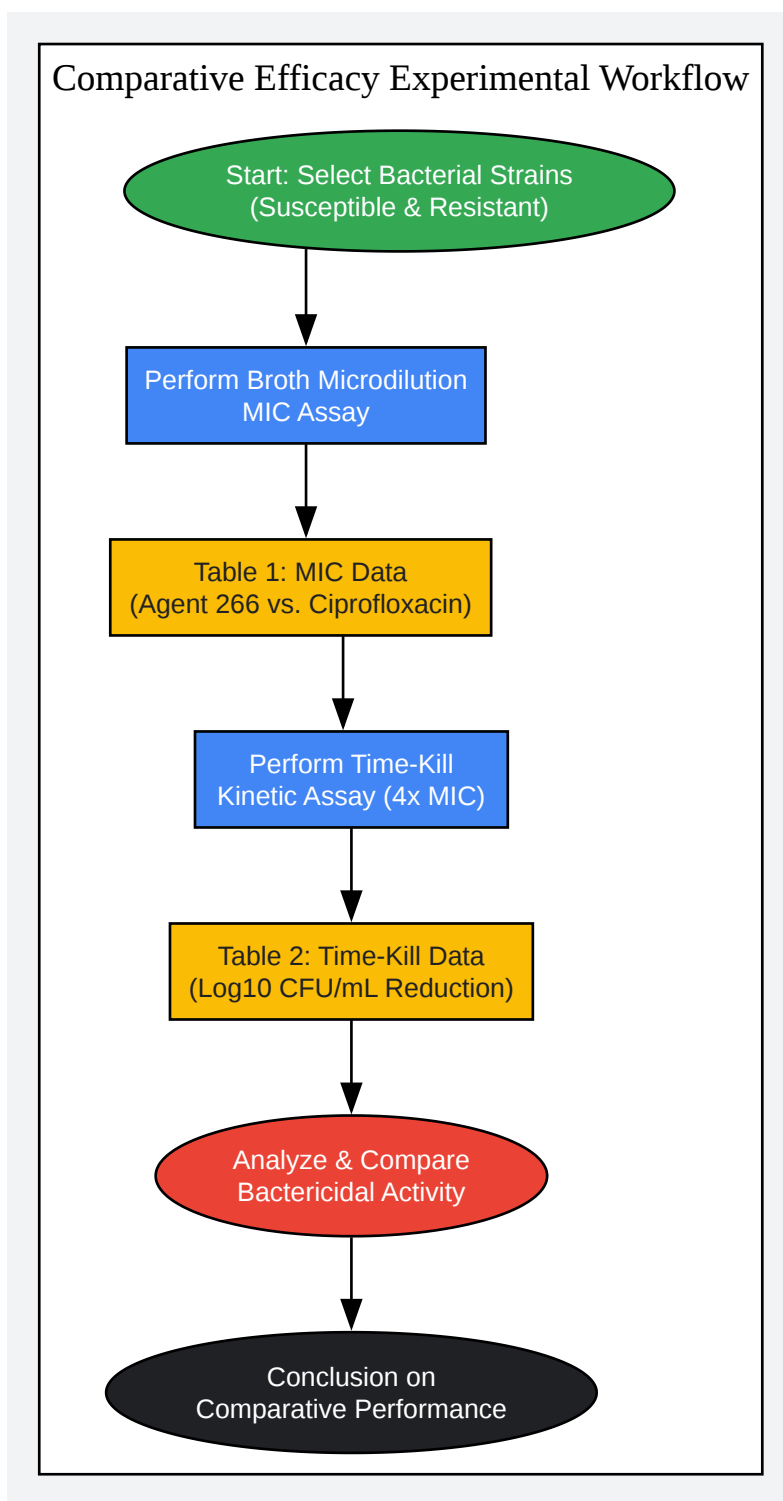 Comparative Efficacy Experimental Workflow
Start: Select Bacterial Strains
(Susceptible & Resistant)
Perform Broth Microdilution
MIC Assay
Table 1: MIC Data
(Agent 266 vs. Ciprofloxacin)
Perform Time-Kill
Kinetic Assay (4x MIC)
Table 2: Time-Kill Data
(Log10 CFU/mL Reduction)
Analyze & Compare
Bactericidal Activity
Conclusion on
Comparative Performance